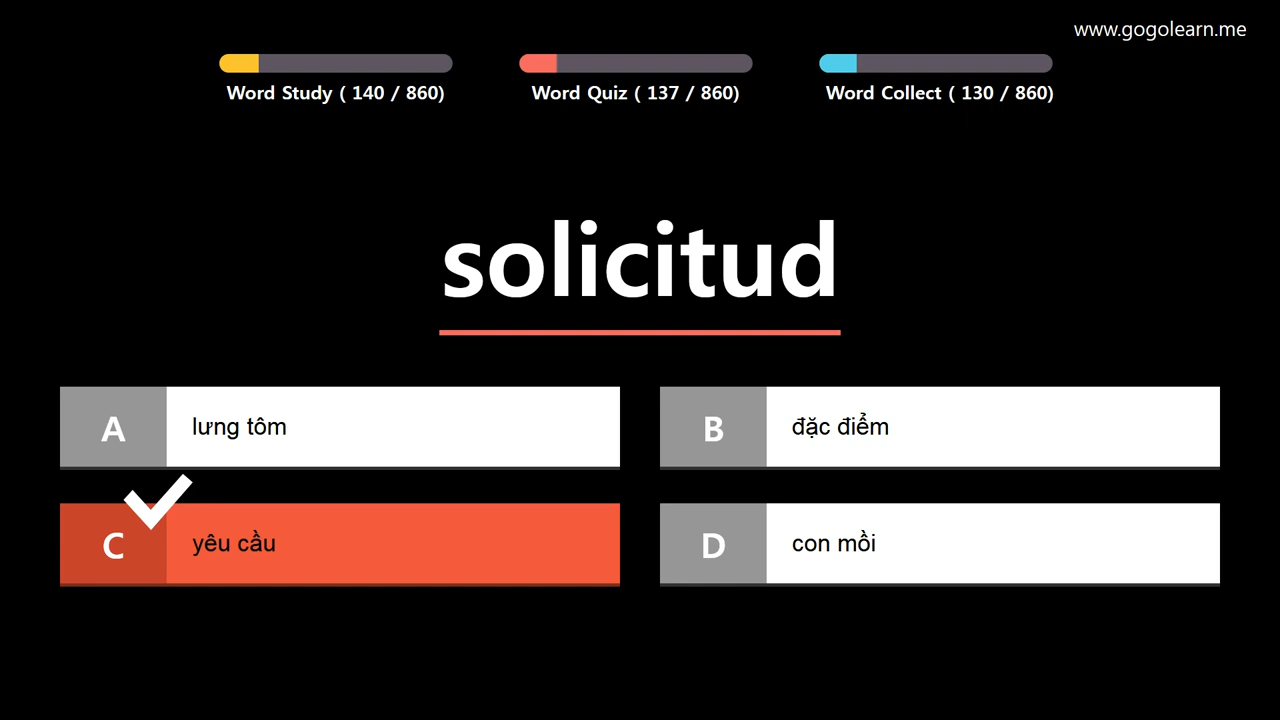 www.gogolearn.me
Word Study ( 140 / 860)
Word Quiz ( 137 / 860)
Word Collect ( 130 / 860)
solicitud
A
lưng tôm
B
đặc điểm
C
yêu cầu
D
con mồi